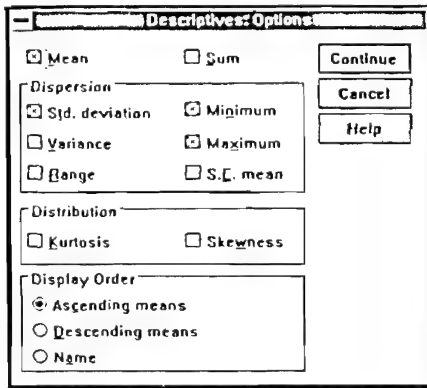 Descriptives: Options
Mean
Sum
Continue
Dispersion
Cancel
Std. deviation
Minimum
Help
Variance
Maximum
Range
S.E. mean
Distribution
Kurtosis
Skewness
Display Order
Ascending means
Descending means
Name